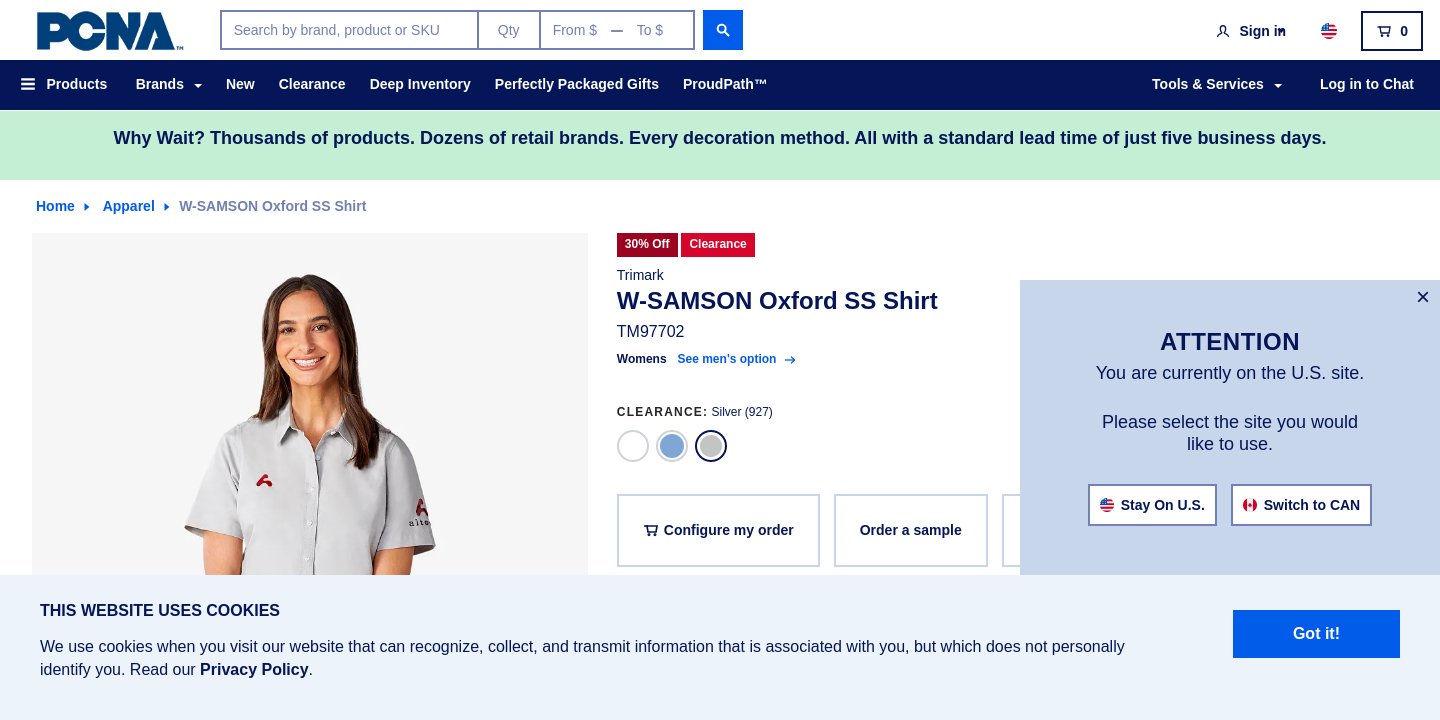 PCNA™
Search by brand, product or SKU
Qty
From $ — To $
Sign in
0
Products
Brands
New
Clearance
Deep Inventory
Perfectly Packaged Gifts
ProudPath™
Tools & Services
Log in to Chat
Why Wait? Thousands of products. Dozens of retail brands. Every decoration method. All with a standard lead time of just five business days.
Home
Apparel
W-SAMSON Oxford SS Shirt
30% Off
Clearance
Trimark
W-SAMSON Oxford SS Shirt
TM97702
Womens See men's option
CLEARANCE: Silver (927)
Configure my order
Order a sample
×
ATTENTION
You are currently on the U.S. site.
Please select the site you would
like to use.
Stay On U.S.
Switch to CAN
THIS WEBSITE USES COOKIES
We use cookies when you visit our website that can recognize, collect, and transmit information that is associated with you, but which does not personally
identify you. Read our Privacy Policy.
Got it!